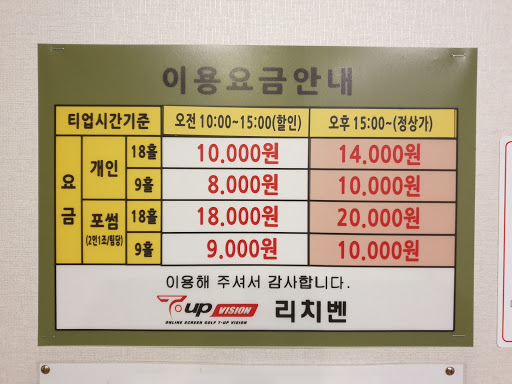 이용요금안내
티업시간기준 오전 10:00~15:00(할인) 오후 15:00~(정상가)
요금 개인 18홀 10.000원 14.000원
9홀 8.000원 10.000원
포썸 (2인1조/팀당) 18홀 18.000원 20.000원
9홀 9.000원 10.000원
이용해 주셔서 감사합니다.
T up VISION 리치벤
ONLINE SCREEN GOLF T-UP VISION